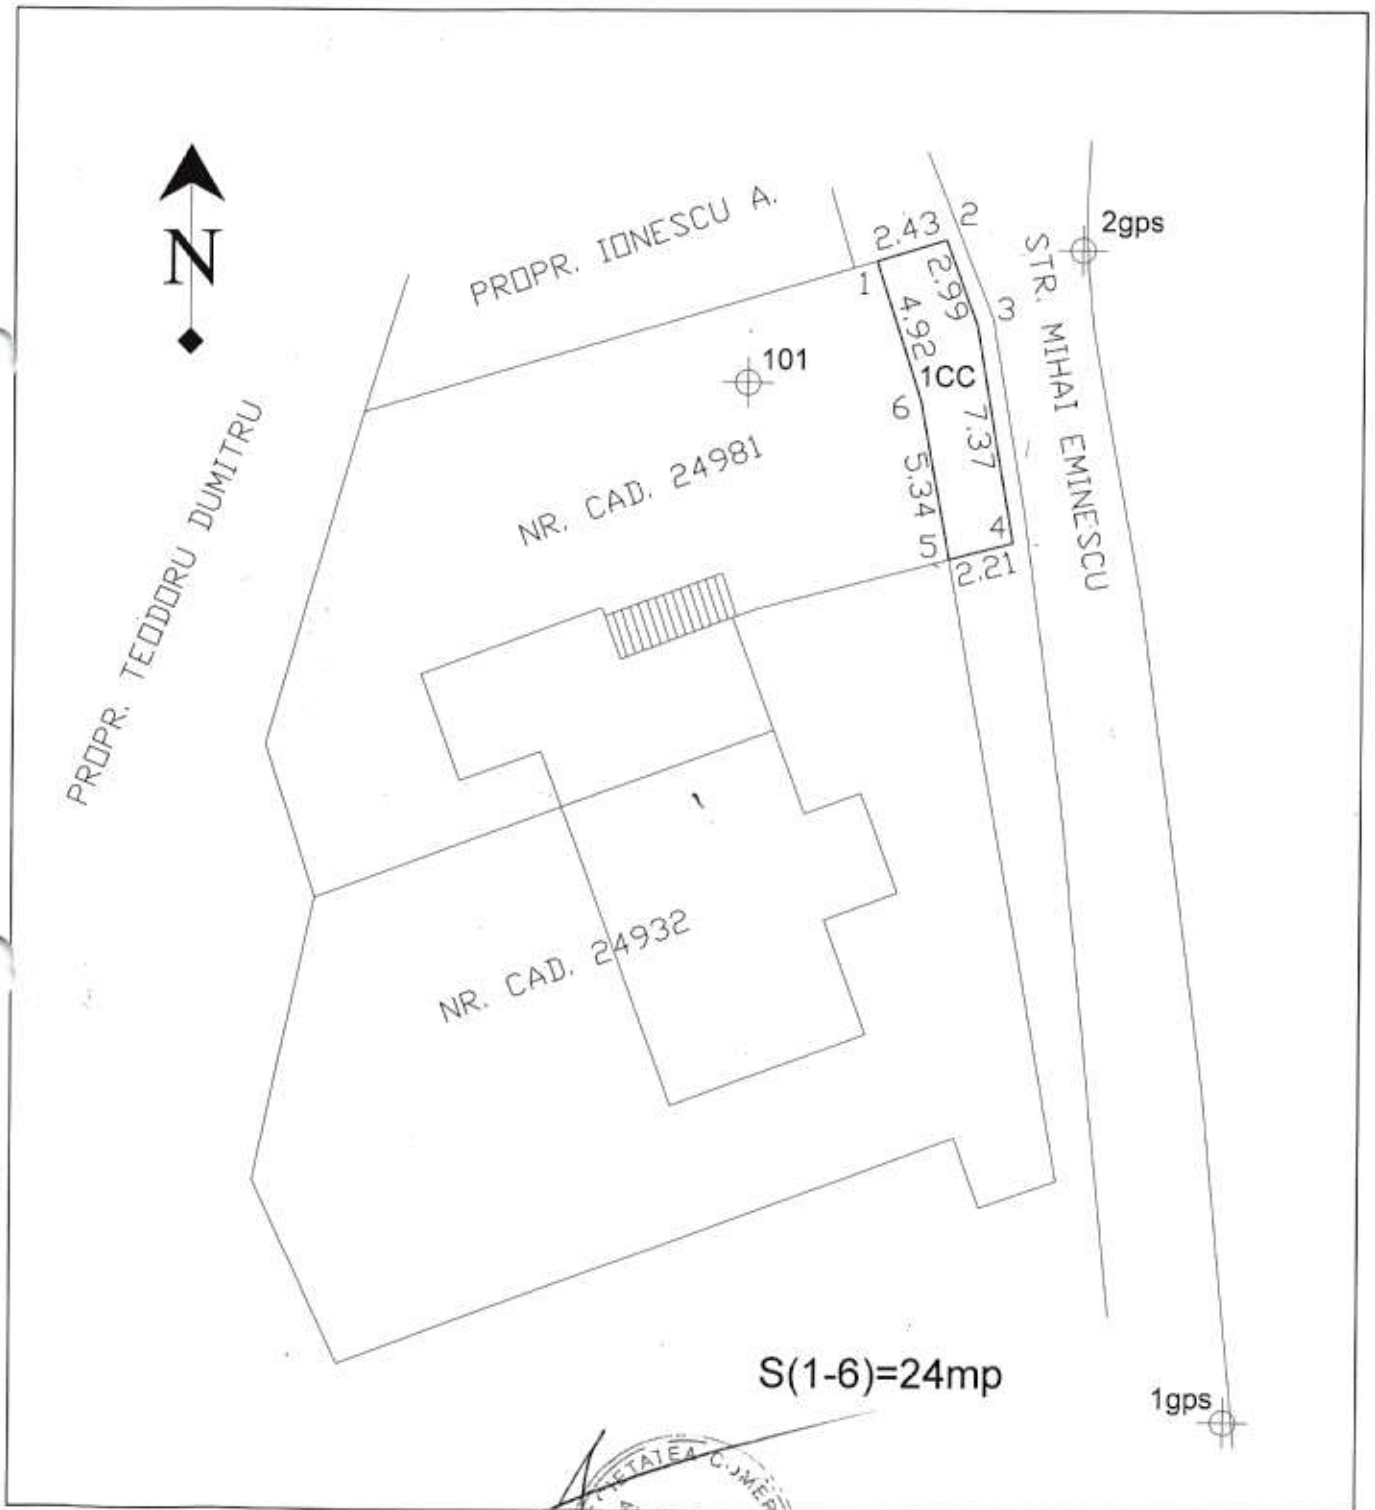 N
PROPR. IONESCU A.
2.43
2
2gps
1
2.99
3
4.92
STR. MIHAI EMINESCU
101
1CC
6
7.37
PROPR. TEODORU DUMITRU
NR. CAD. 24981
5.34
4
5
2.21
NR. CAD. 24932
S(1-6)=24mp
1gps